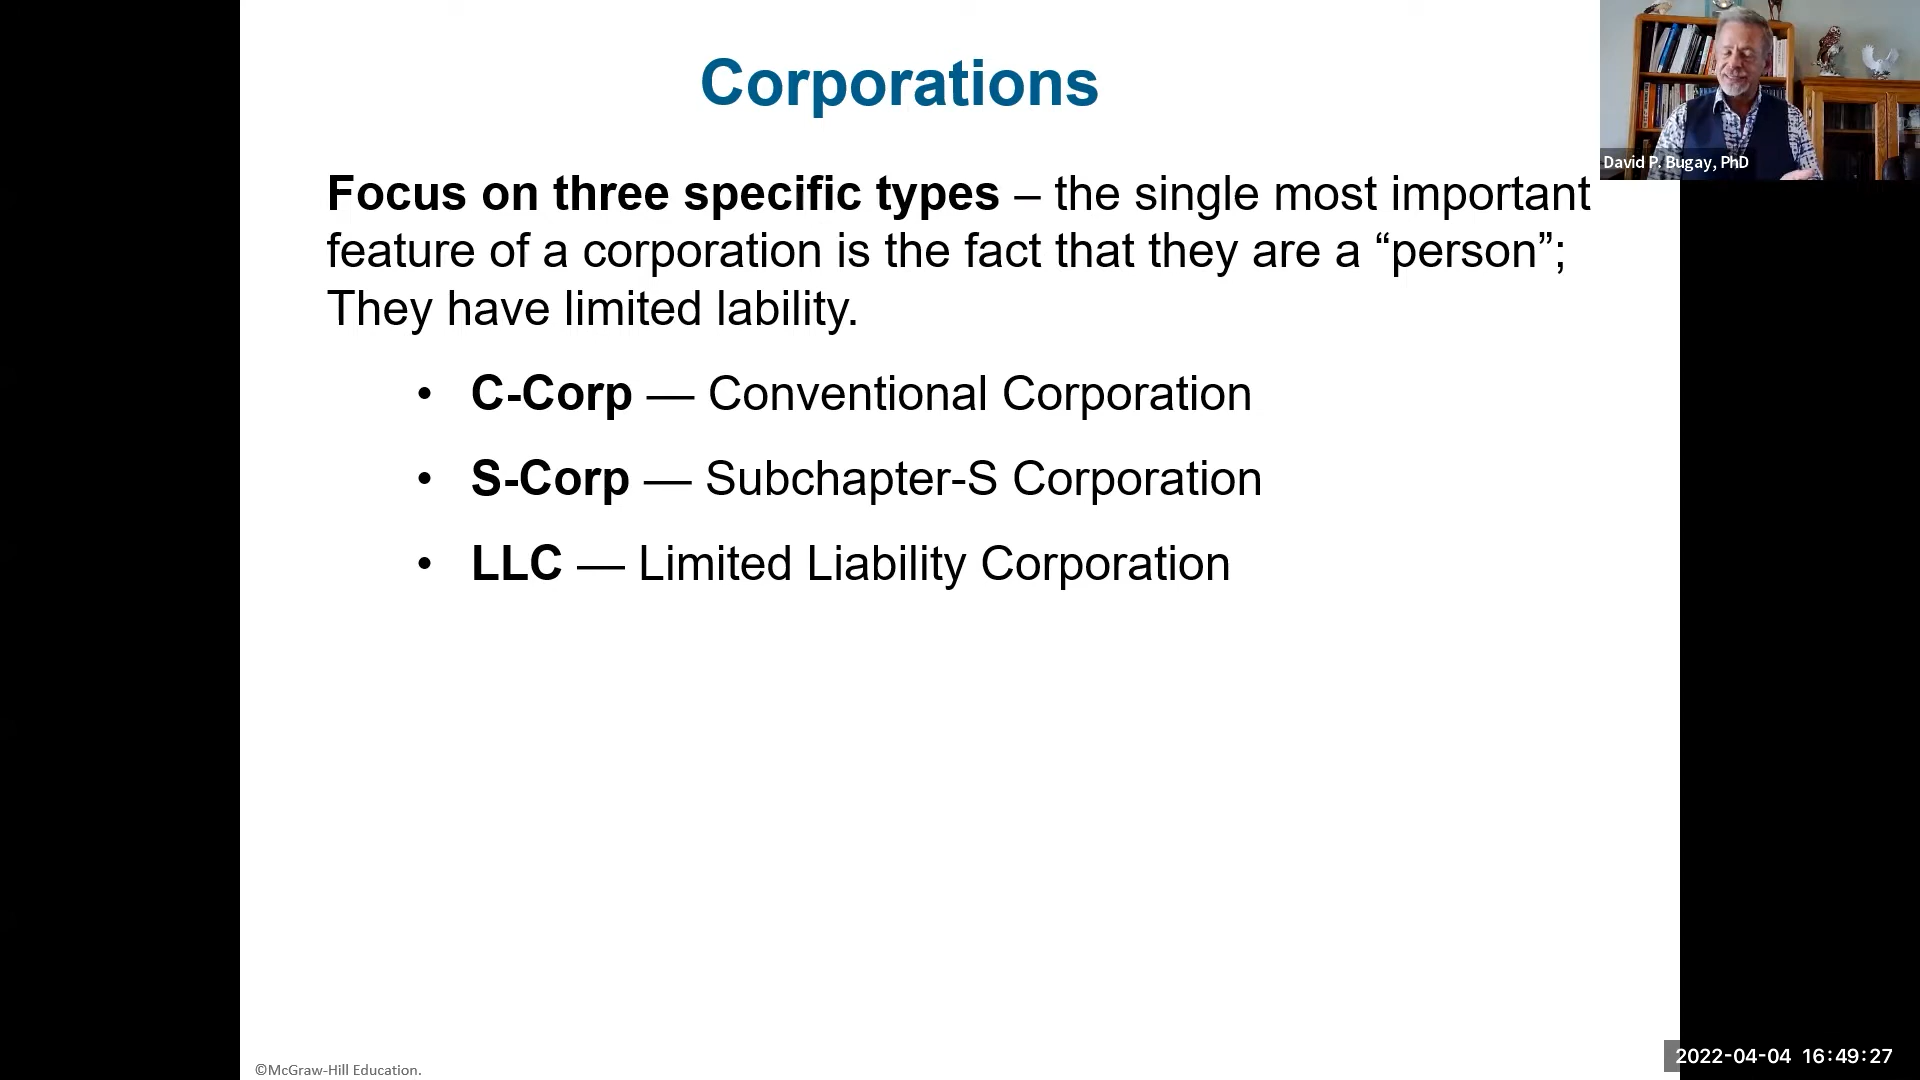 Corporations
David P. Bugay, PhD
Focus on three specific types – the single most important
feature of a corporation is the fact that they are a “person”;
They have limited lability.
• C-Corp — Conventional Corporation
• S-Corp — Subchapter-S Corporation
• LLC — Limited Liability Corporation
©McGraw-Hill Education.
2022-04-04 16:49:27